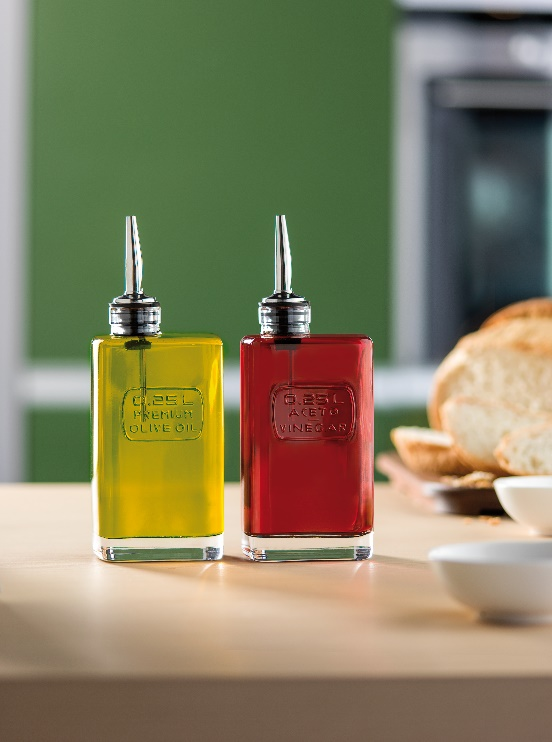 0.25 L
PREMIUM
OLIVE OIL
0.25 L
ACETO
VINEGAR